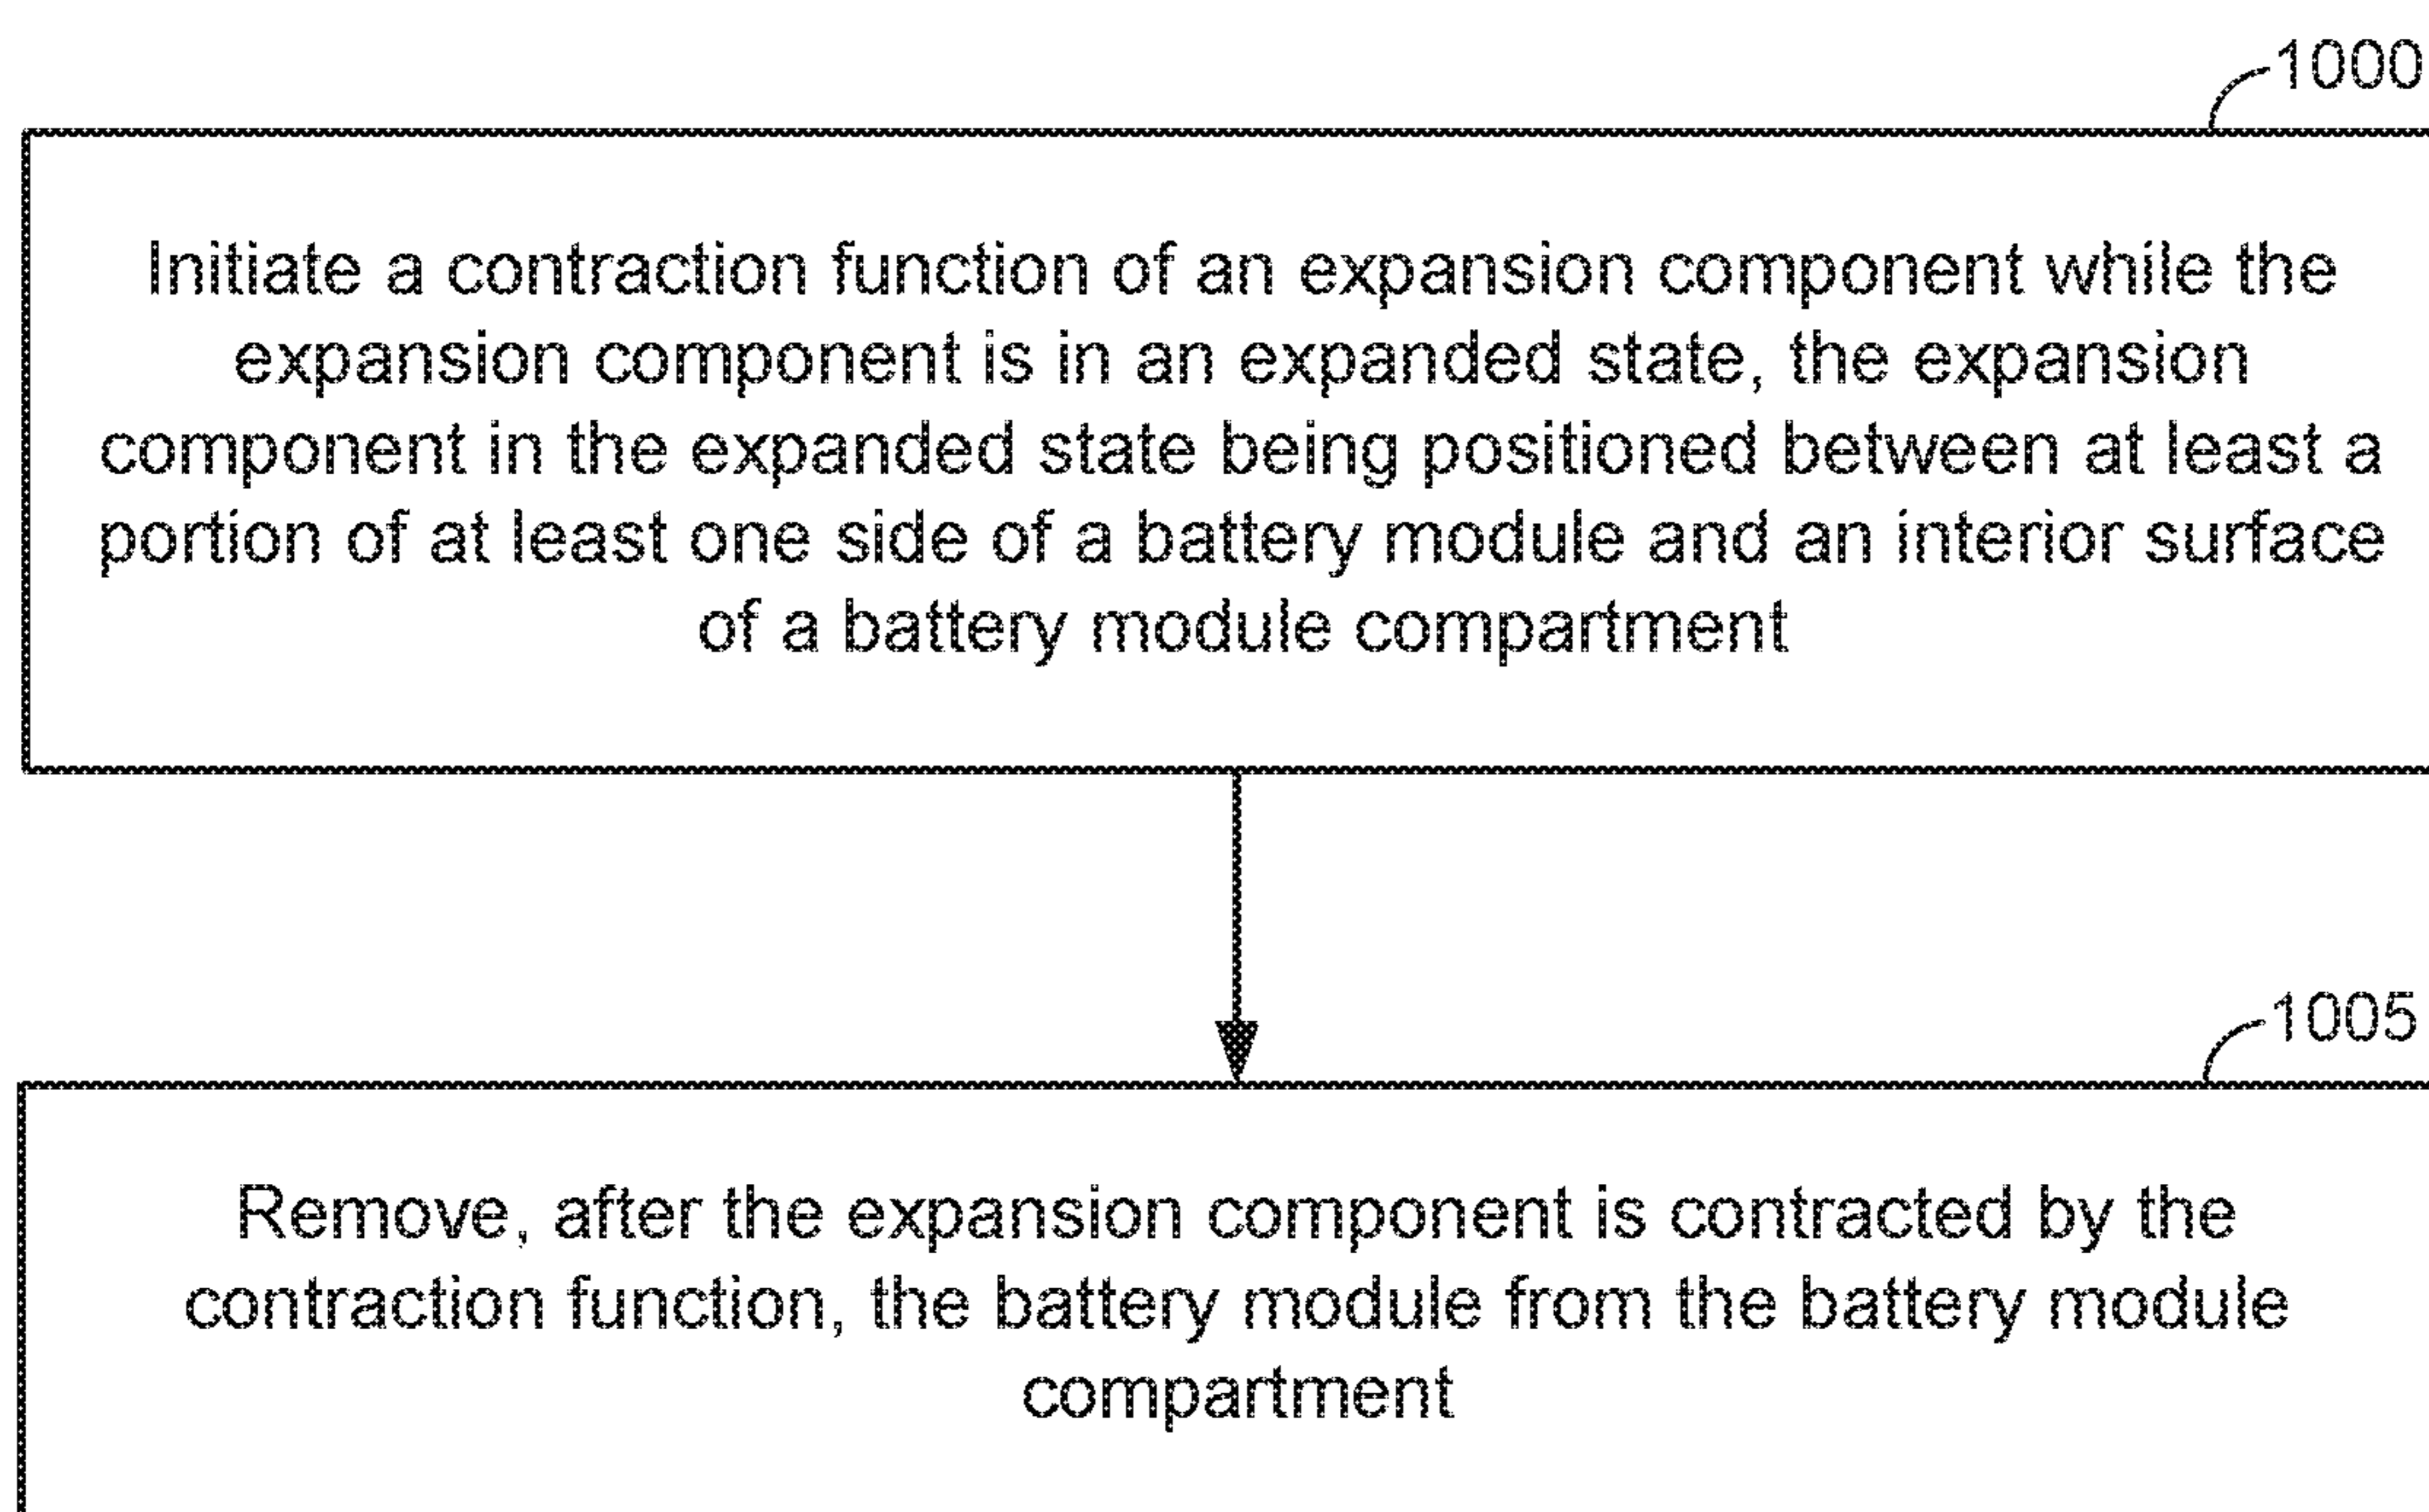 1000
Initiate a contraction function of an expansion component while the
expansion component is in an expanded state, the expansion
component in the expanded state being positioned between at least a
portion of at least one side of a battery module and an interior surface
of a battery module compartment
1005
Remove, after the expansion component is contracted by the
contraction function, the battery module from the battery module
compartment